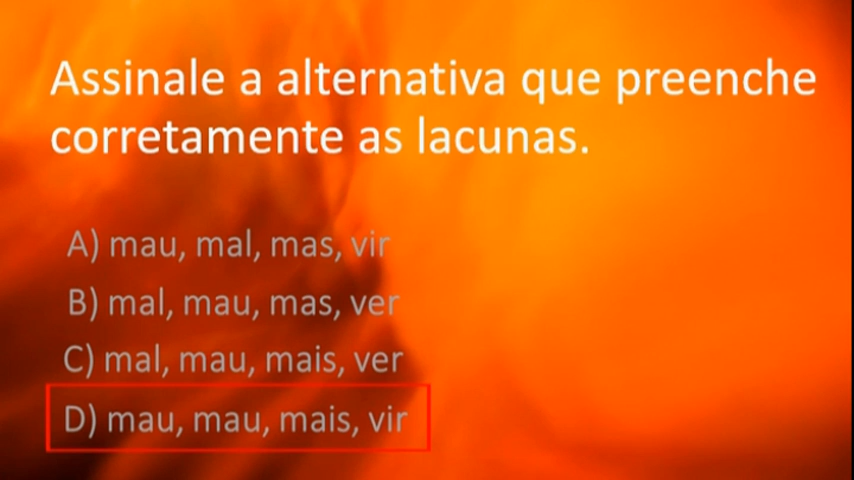 Assinale a alternativa que preenche
corretamente as lacunas.
A) mau, mal, mas, vir
B) mal, mau, mas, ver
C) mal, mau, mais, ver
D) mau, mau, mais, vir